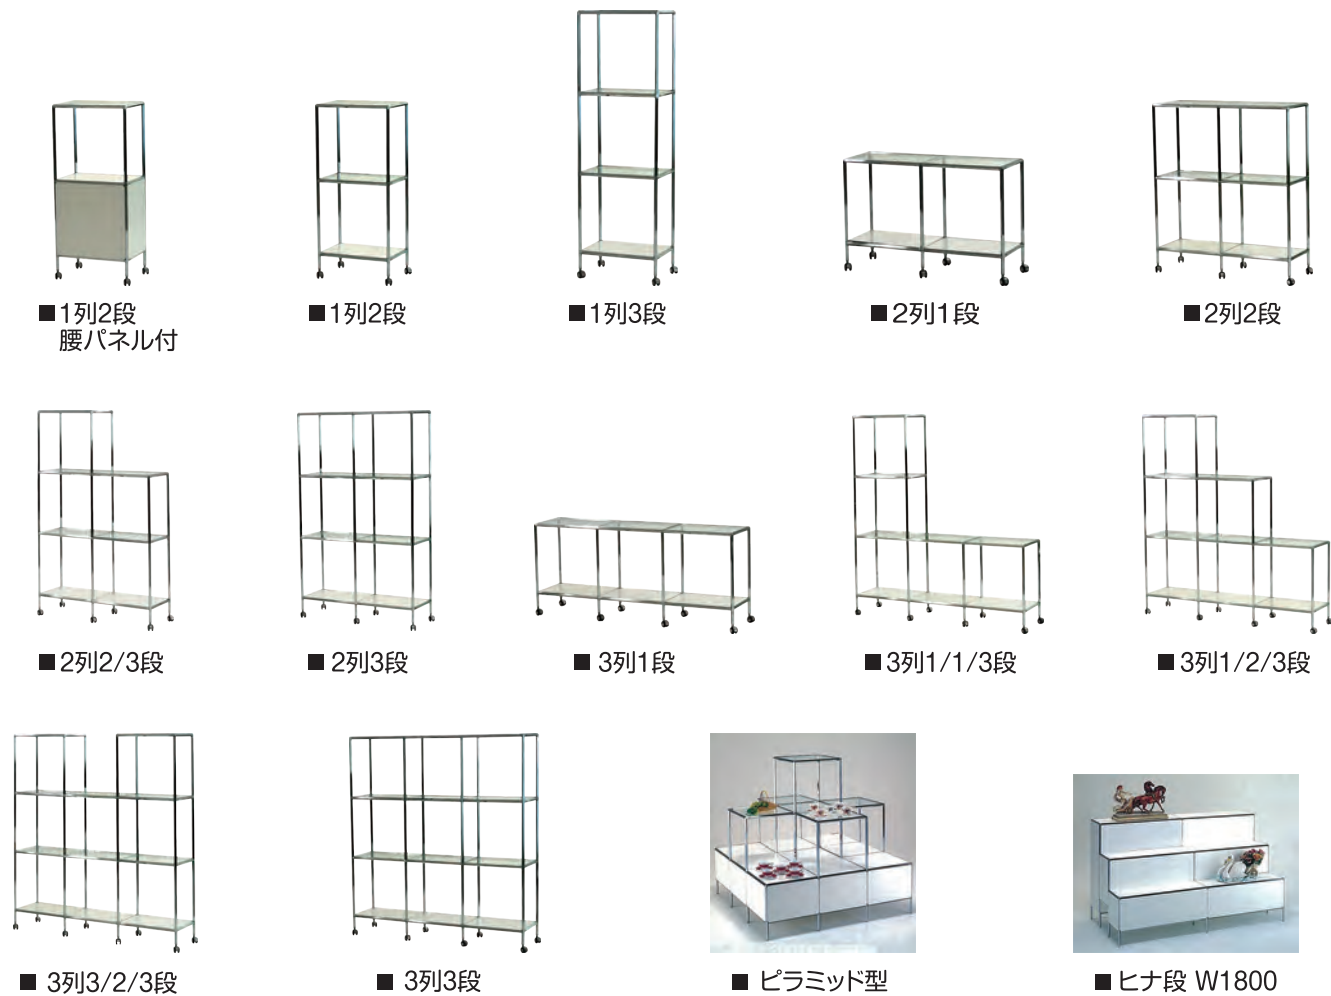 ■1列2段
腰パネル付
■1列2段
■1列3段
■2列1段
■2列2段
■2列2/3段
■2列3段
■3列1段
■3列1/1/3段
■3列1/2/3段
■3列3/2/3段
■3列3段
■ピラミッド型
■ヒナ段 W1800